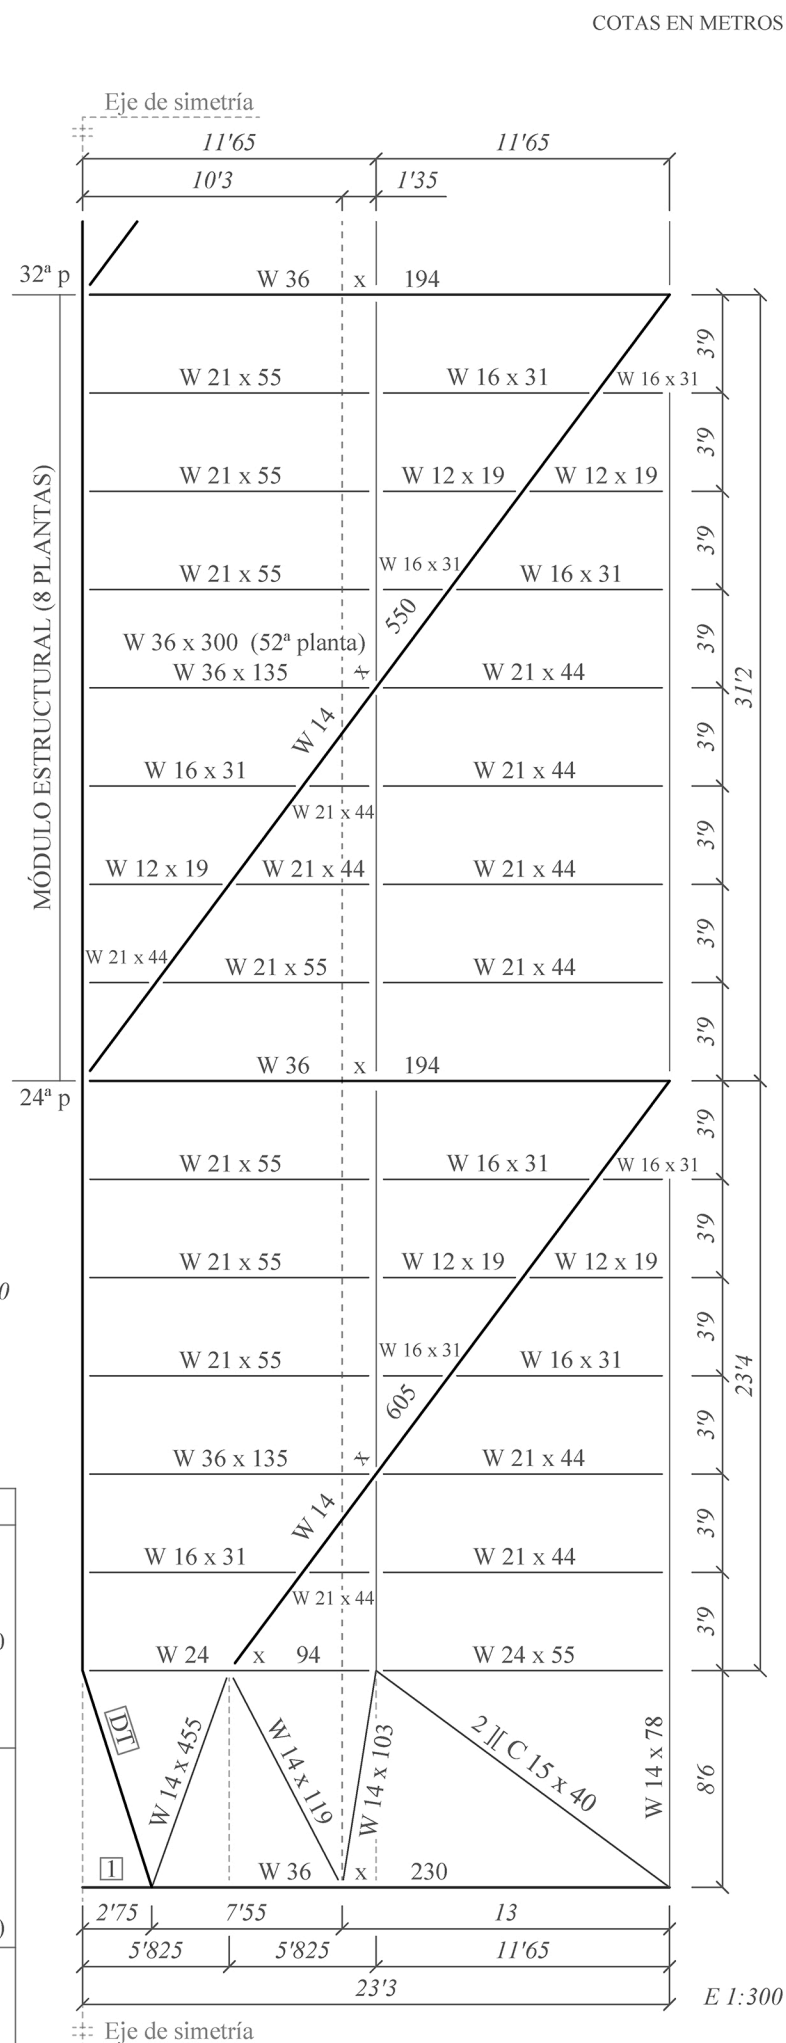 COTAS EN METROS
Eje de simetría
11'65 11'65
10'3 1'35
32ª p
W 36 x 194
3'9
W 21 x 55 W 16 x 31 W 16 x 31
3'9
W 21 x 55 W 12 x 19 W 12 x 19
3'9
W 16 x 31
W 21 x 55 W 16 x 31
550
3'9
W 36 x 300 (52ª planta)
W 36 x 135 x W 21 x 44
31'2
MÓDULO ESTRUCTURAL (8 PLANTAS)
W 14
3'9
W 16 x 31 W 21 x 44
W 21 x 44
3'9
W 12 x 19 W 21 x 44 W 21 x 44
3'9
W 21 x 44 W 21 x 55 W 21 x 44
3'9
W 36 x 194
24ª p
3'9
W 21 x 55 W 16 x 31 W 16 x 31
3'9
W 21 x 55 W 12 x 19 W 12 x 19
0
3'9
W 16 x 31
W 21 x 55 W 16 x 31
23'4
605
3'9
W 36 x 135 x W 21 x 44
W 14
3'9
W 16 x 31 W 21 x 44
W 21 x 44
3'9
W 24 x 94 W 24 x 55
DT
W 14 x 455
W 14 x 119
W 14 x 103
2 ][ C 15 x 40
W 14 x 78
8'6
1
W 36 x 230
2'75 7'55 13
5'825 5'825 11'65
23'3
E 1:300
Eje de simetría